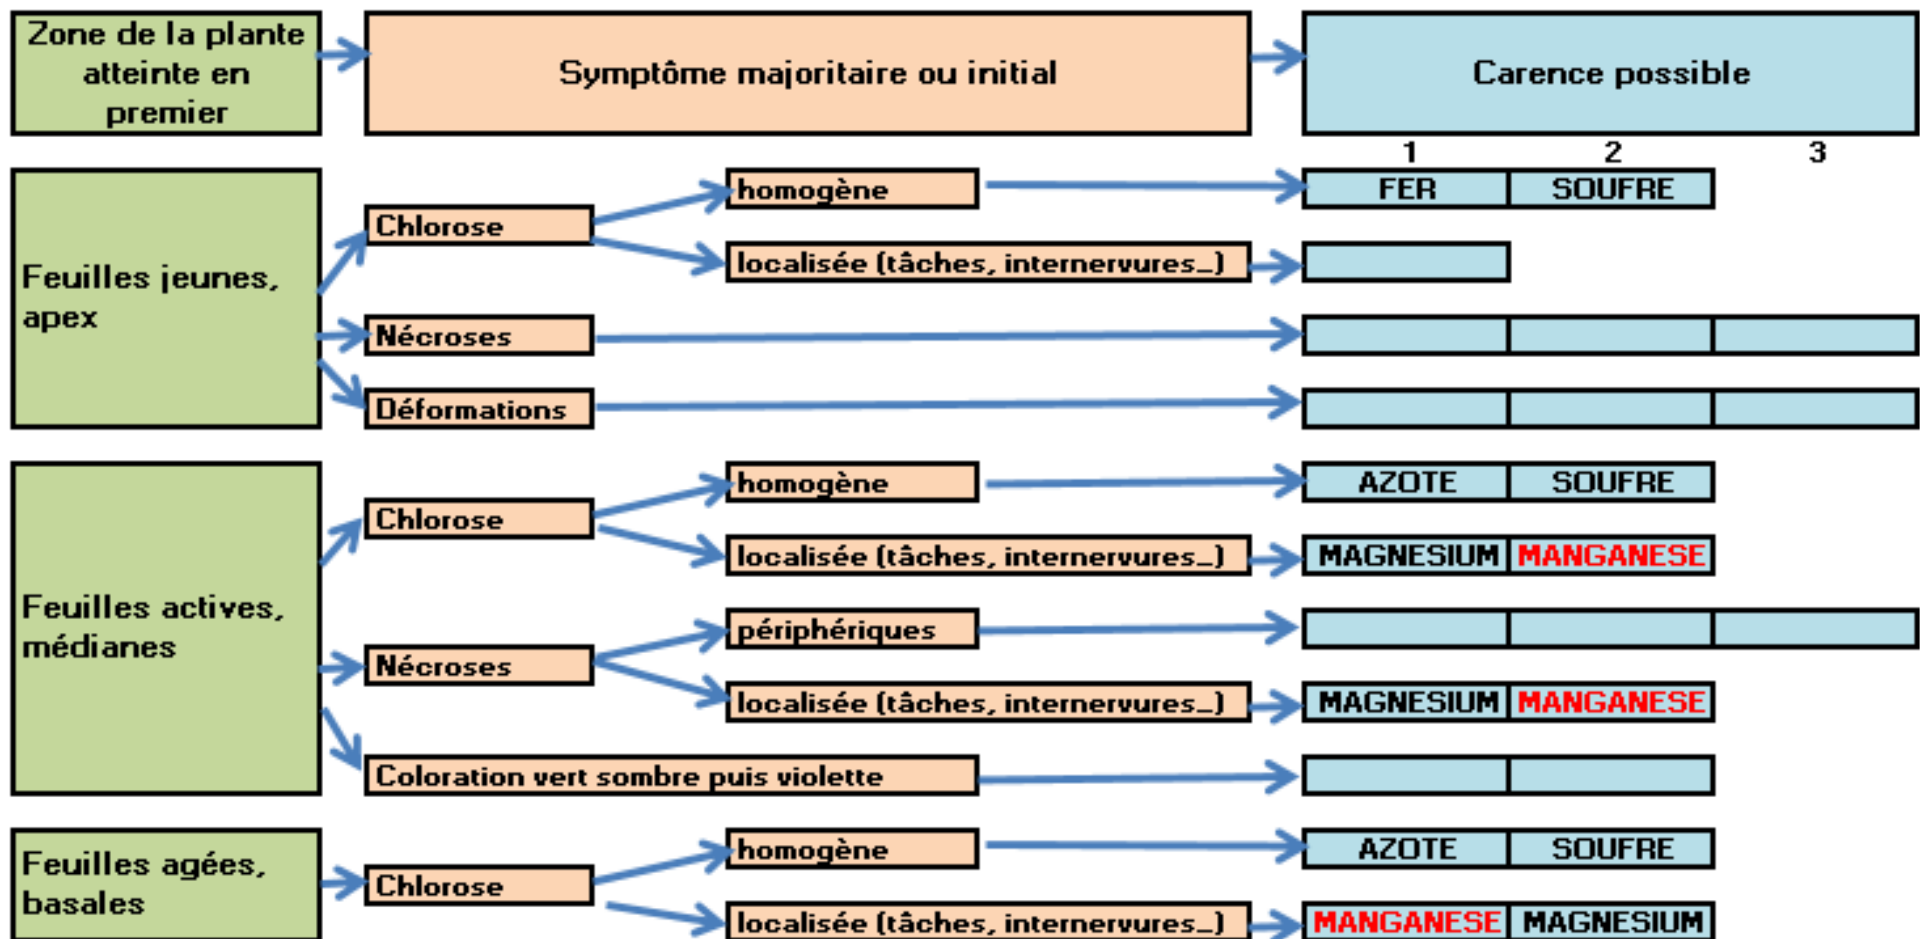 Zone de la plante
atteinte en
premier
Symptôme majoritaire ou initial
Carence possible
1 2 3
Feuilles jeunes,
apex
Chlorose
homogène
FER SOUFRE
localisée (tâches, internervures...)
Nécroses
Déformations
Feuilles actives,
médianes
Chlorose
homogène
AZOTE SOUFRE
localisée (tâches, internervures...)
MAGNESIUM MANGANESE
Nécroses
périphériques
localisée (tâches, internervures...)
MAGNESIUM MANGANESE
Coloration vert sombre puis violette
Feuilles agées,
basales
Chlorose
homogène
AZOTE SOUFRE
localisée (tâches, internervures...)
MANGANESE MAGNESIUM